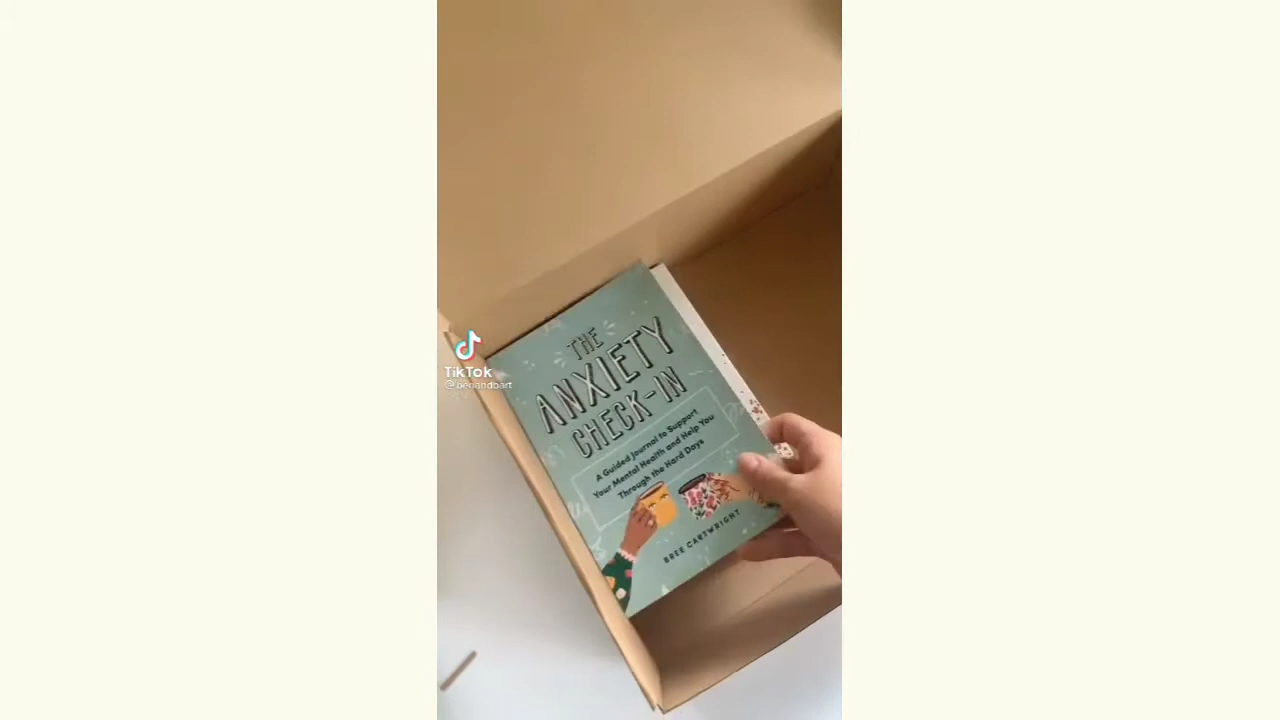 THE
ANXIETY
CHECK-IN
A Guided Journal to Support
Your Mental Health and Help You
Through the Hard Days
BREE CARTWRIGHT
TikTok